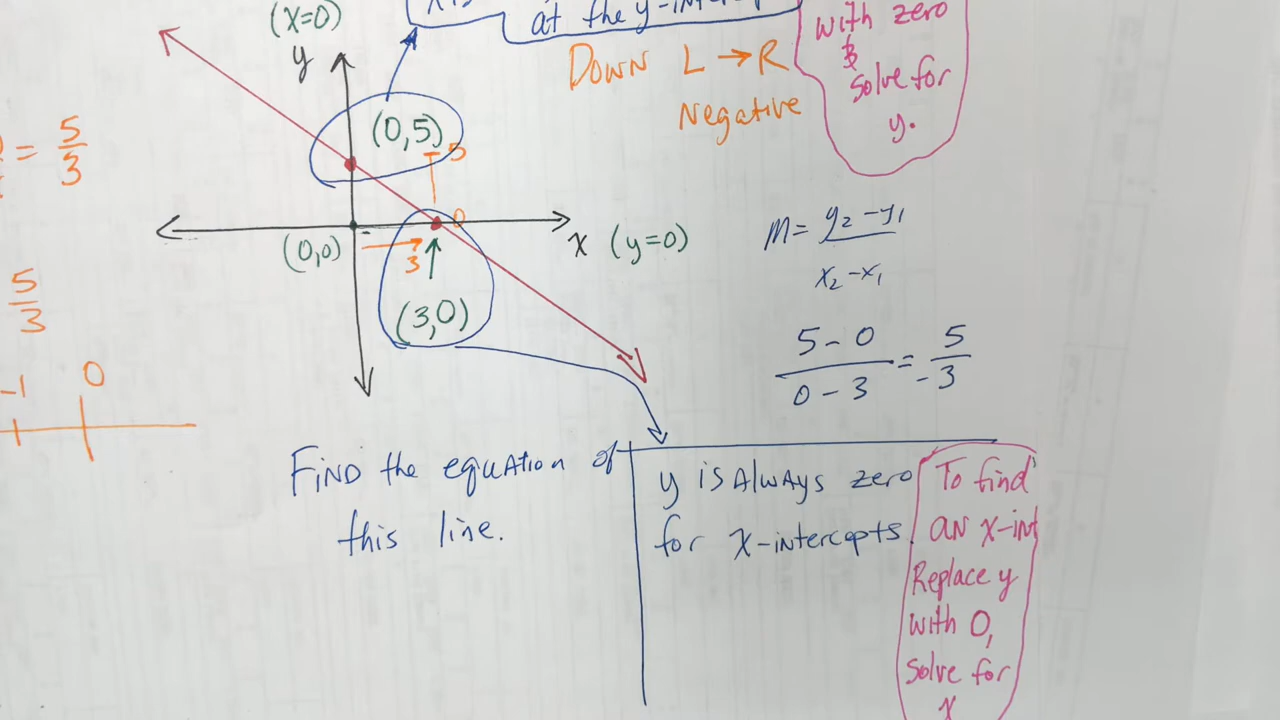 (x=0)
at the y-intercept
with zero
&
solve for
y.
y
DOWN L → R
Negative
(0,5)
5
= 5/3
0
(0,0)
3
x (y=0)
(3,0)
m = y₂-y₁
x₂-x₁
5/3
5-0 / 0-3 = 5/-3
-1 0
Find the equation of
this line.
y is Always zero
for x-intercepts.
To find
an x-int
Replace y
with 0,
Solve for
x